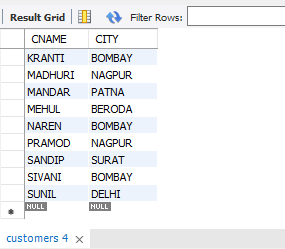 Result Grid Filter Rows:
CNAME CITY
KRANTI BOMBAY
MADHURI NAGPUR
MANDAR PATNA
MEHUL BERODA
NAREN BOMBAY
PRAMOD NAGPUR
SANDIP SURAT
SIVANI BOMBAY
SUNIL DELHI
NULL NULL
customers 4